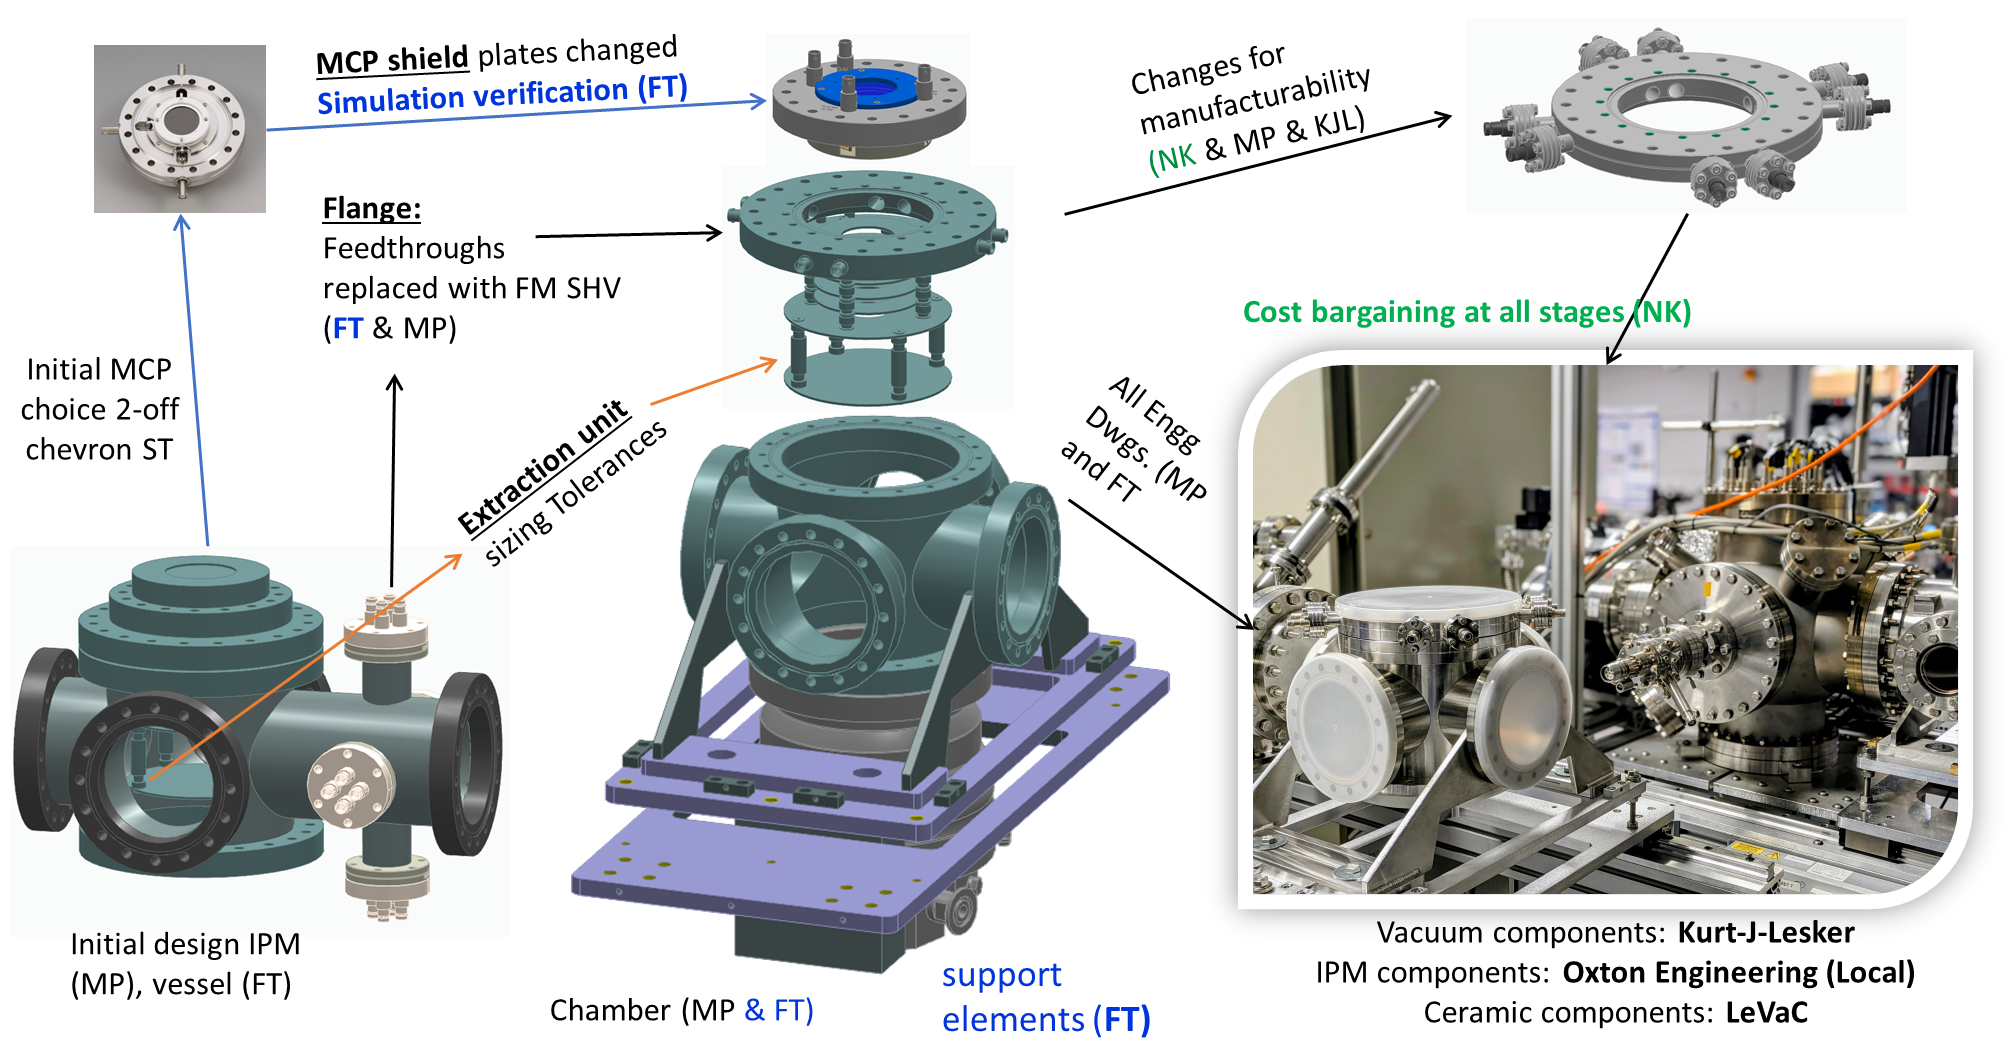 MCP shield plates changed
Simulation verification (FT)
Changes for
manufacturability
(NK & MP & KJL)
Flange:
Feedthroughs
replaced with FM SHV
(FT & MP)
Cost bargaining at all stages (NK)
Initial MCP
choice 2-off
chevron ST
Extraction unit
sizing Tolerances
All Engg
Dwgs. (MP
and FT
Initial design IPM
(MP), vessel (FT)
Chamber (MP & FT)
support
elements (FT)
Vacuum components: Kurt-J-Lesker
IPM components: Oxton Engineering (Local)
Ceramic components: LeVaC